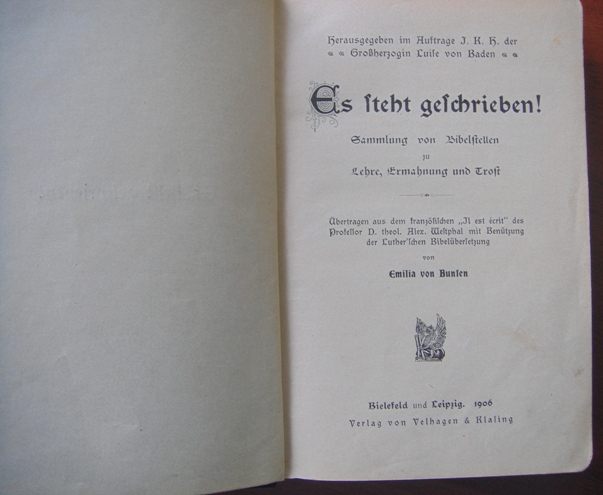 Herausgegeben im Auftrage J. K. H. der
Großherzogin Luise von Baden
Es steht geschrieben!
Sammlung von Bibelstellen
zu
Lehre, Ermahnung und Trost
Übertragen aus dem französischen „Il est écrit" des
Professor D. theol. Alex. Westphal mit Benützung
der Luther'schen Bibelübersetzung
von
Emilia von Bunsen
Bielefeld und Leipzig. 1906
Verlag von Velhagen & Klasing